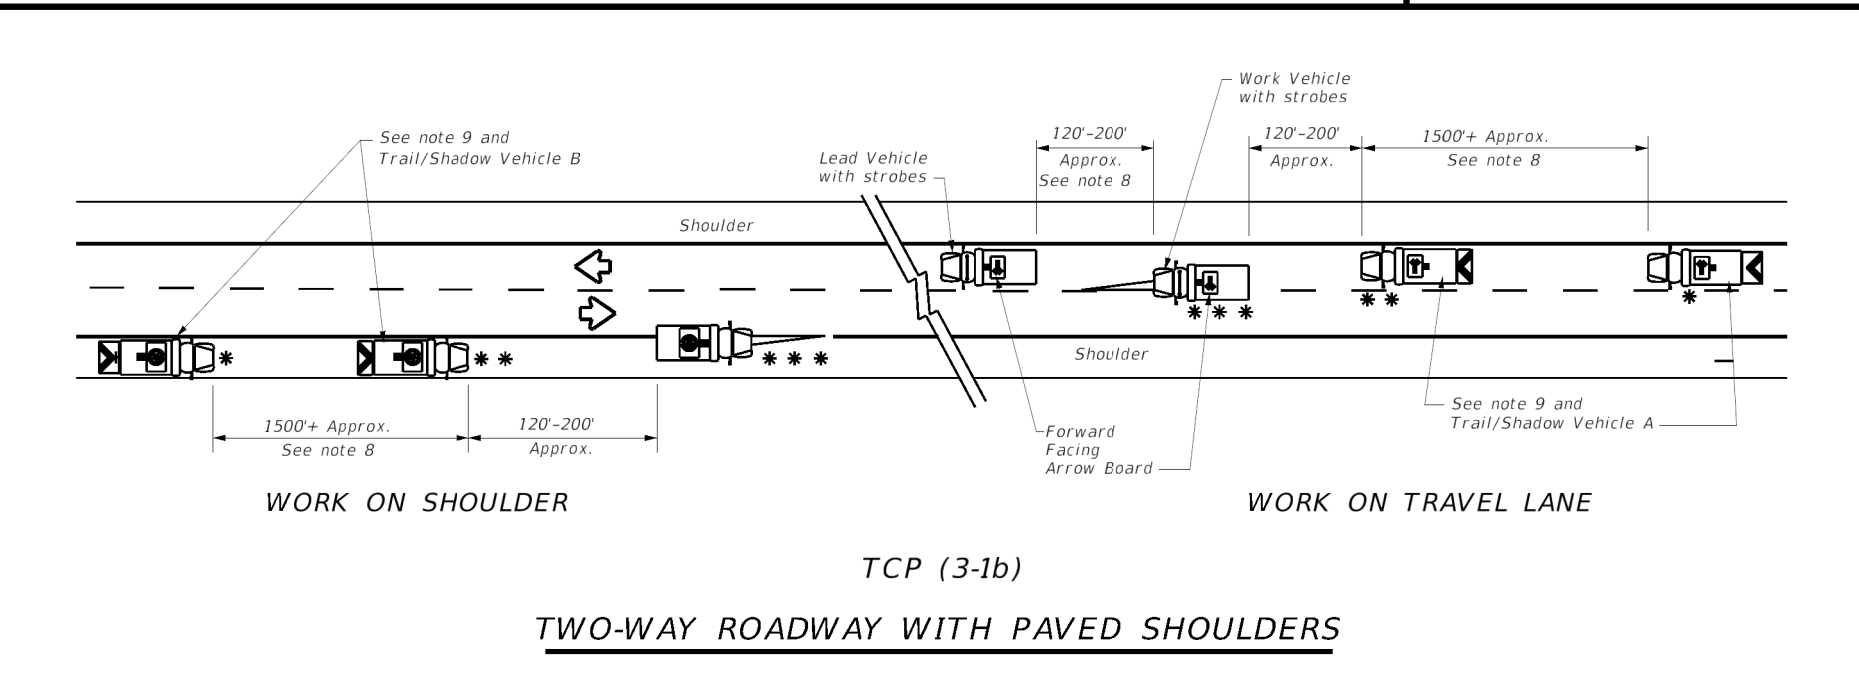 Work Vehicle
with strobes
See note 9 and
Trail/Shadow Vehicle B
Lead Vehicle
with strobes
120'-200'
Approx.
See note 8
120'-200'
Approx.
1500'+ Approx.
See note 8
Shoulder
Shoulder
* * * * * *
* * * * * *
1500'+ Approx.
See note 8
120'-200'
Approx.
Forward
Facing
Arrow Board
See note 9 and
Trail/Shadow Vehicle A
WORK ON SHOULDER
WORK ON TRAVEL LANE
TCP (3-1b)
TWO-WAY ROADWAY WITH PAVED SHOULDERS